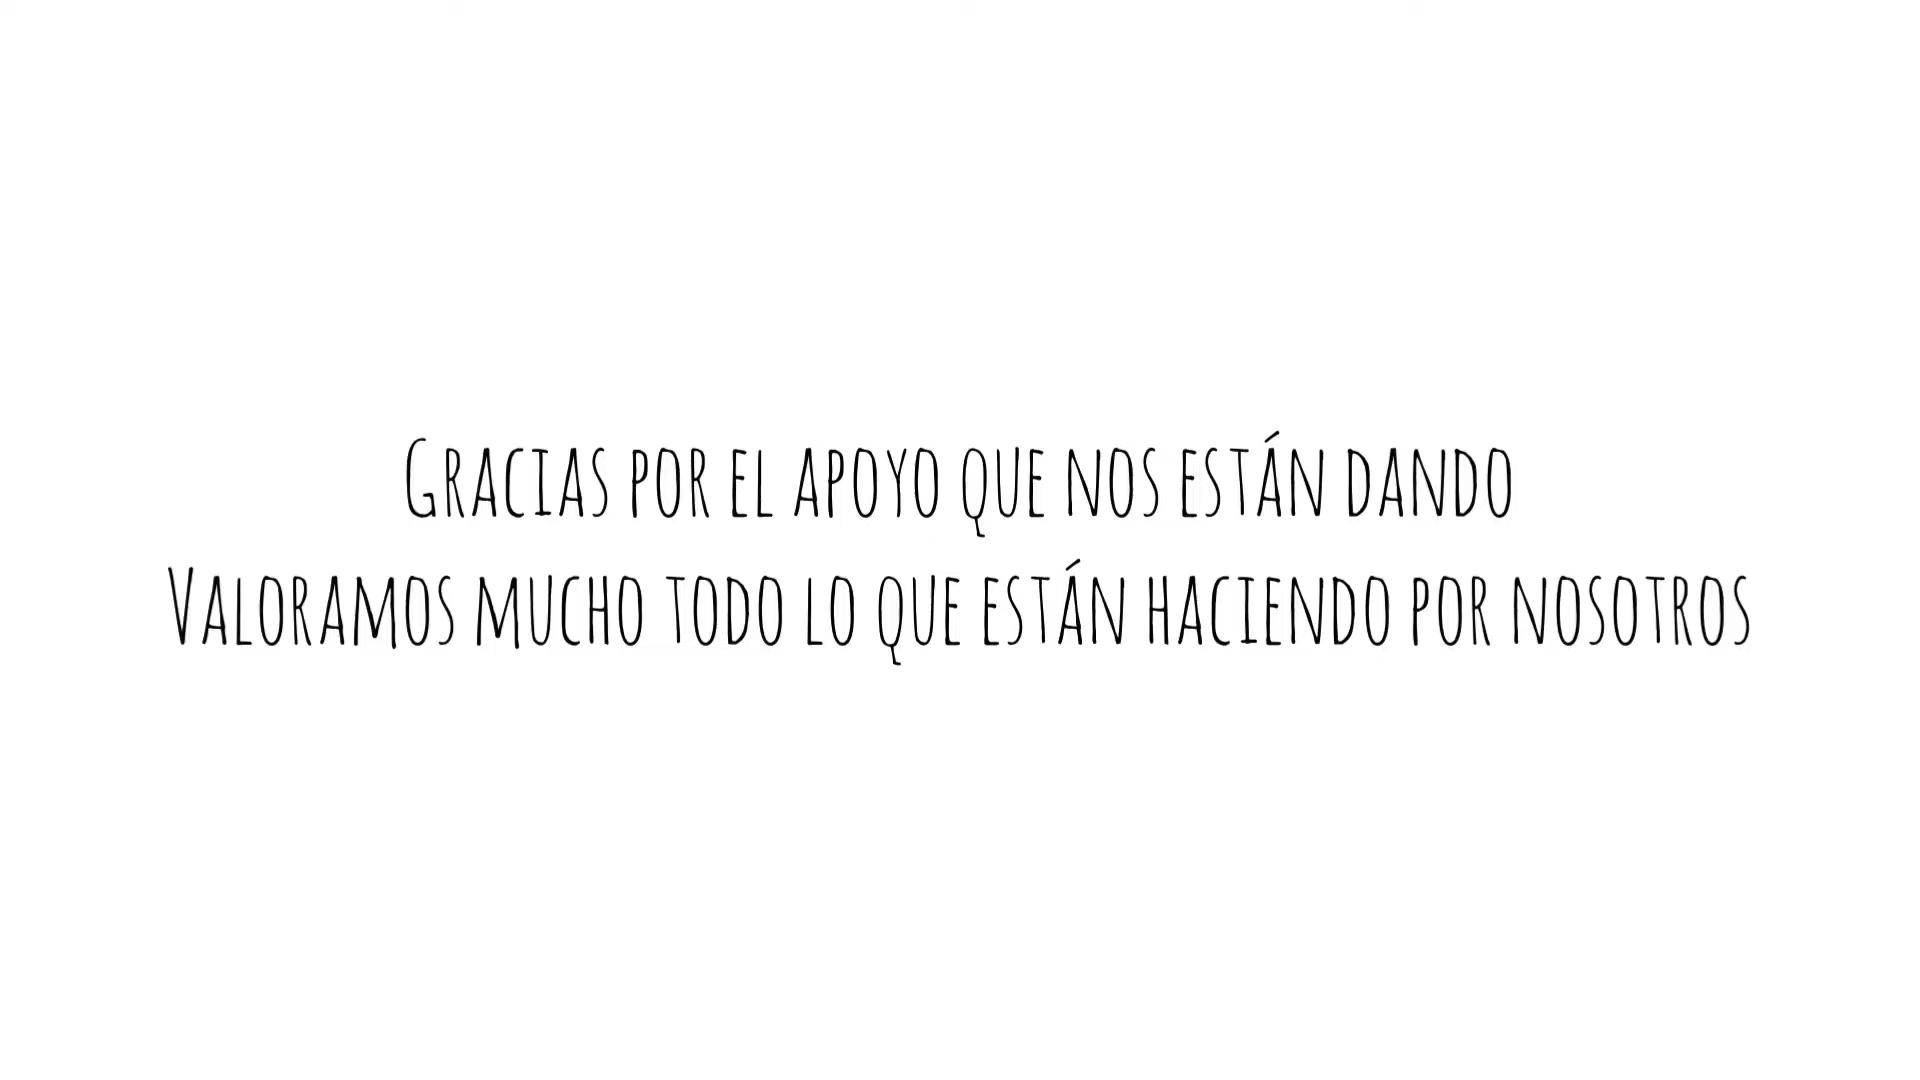 Gracias por el apoyo que nos están dando
Valoramos mucho todo lo que están haciendo por nosotros